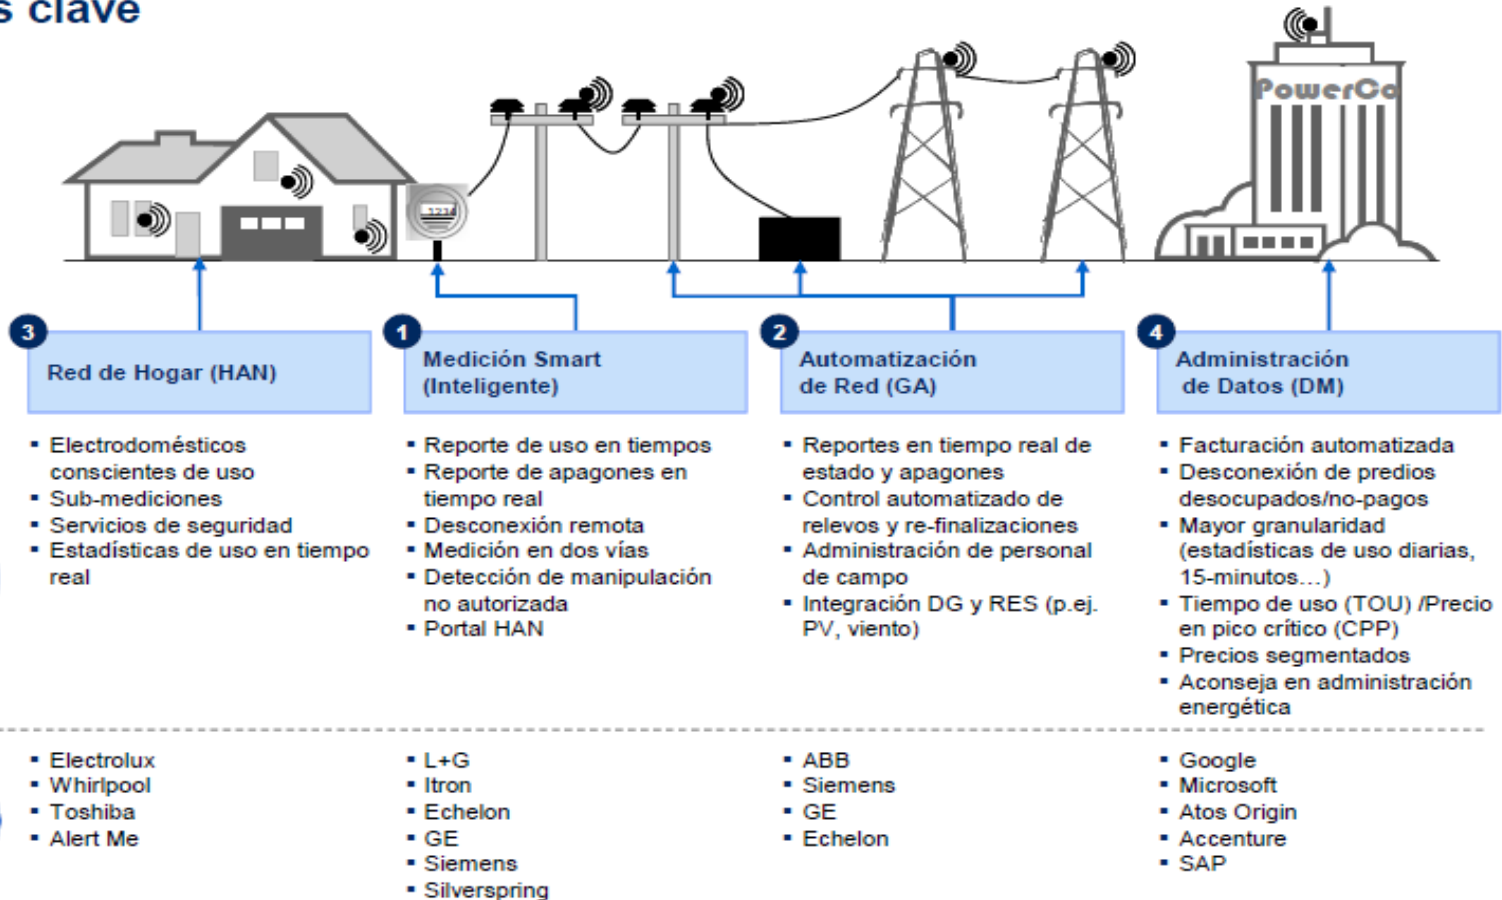 s clave
PowerCo
1234
3
Red de Hogar (HAN)
▪ Electrodomésticos
conscientes de uso
▪ Sub-mediciones
▪ Servicios de seguridad
▪ Estadísticas de uso en tiempo
real
1
Medición Smart
(Inteligente)
▪ Reporte de uso en tiempos
▪ Reporte de apagones en
tiempo real
▪ Desconexión remota
▪ Medición en dos vías
▪ Detección de manipulación
no autorizada
▪ Portal HAN
2
Automatización
de Red (GA)
▪ Reportes en tiempo real de
estado y apagones
▪ Control automatizado de
relevos y re-finalizaciones
▪ Administración de personal
de campo
▪ Integración DG y RES (p.ej.
PV, viento)
4
Administración
de Datos (DM)
▪ Facturación automatizada
▪ Desconexión de predios
desocupados/no-pagos
▪ Mayor granularidad
(estadísticas de uso diarias,
15-minutos…)
▪ Tiempo de uso (TOU) /Precio
en pico crítico (CPP)
▪ Precios segmentados
▪ Aconseja en administración
energética
▪ Electrolux
▪ Whirlpool
▪ Toshiba
▪ Alert Me
▪ L+G
▪ Itron
▪ Echelon
▪ GE
▪ Siemens
▪ Silverspring
▪ ABB
▪ Siemens
▪ GE
▪ Echelon
▪ Google
▪ Microsoft
▪ Atos Origin
▪ Accenture
▪ SAP